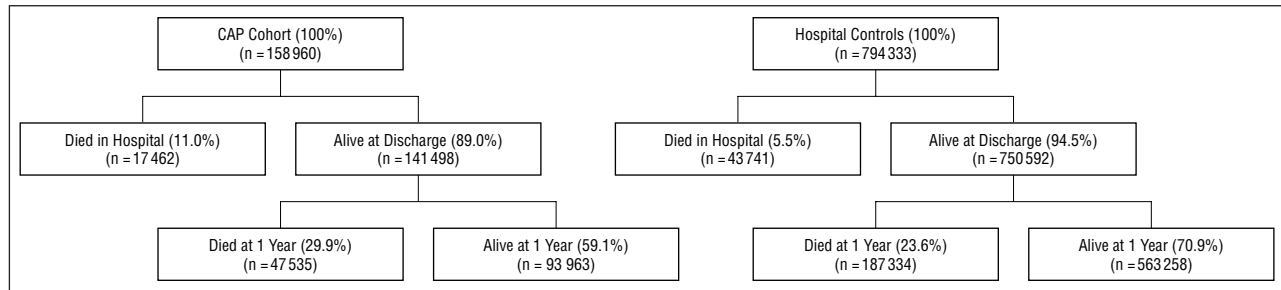 CAP Cohort (100%)
(n = 158 960)
Died in Hospital (11.0%)
(n = 17 462)
Alive at Discharge (89.0%)
(n = 141 498)
Died at 1 Year (29.9%)
(n = 47 535)
Alive at 1 Year (59.1%)
(n = 93 963)
Hospital Controls (100%)
(n = 794 333)
Died in Hospital (5.5%)
(n = 43 741)
Alive at Discharge (94.5%)
(n = 750 592)
Died at 1 Year (23.6%)
(n = 187 334)
Alive at 1 Year (70.9%)
(n = 563 258)